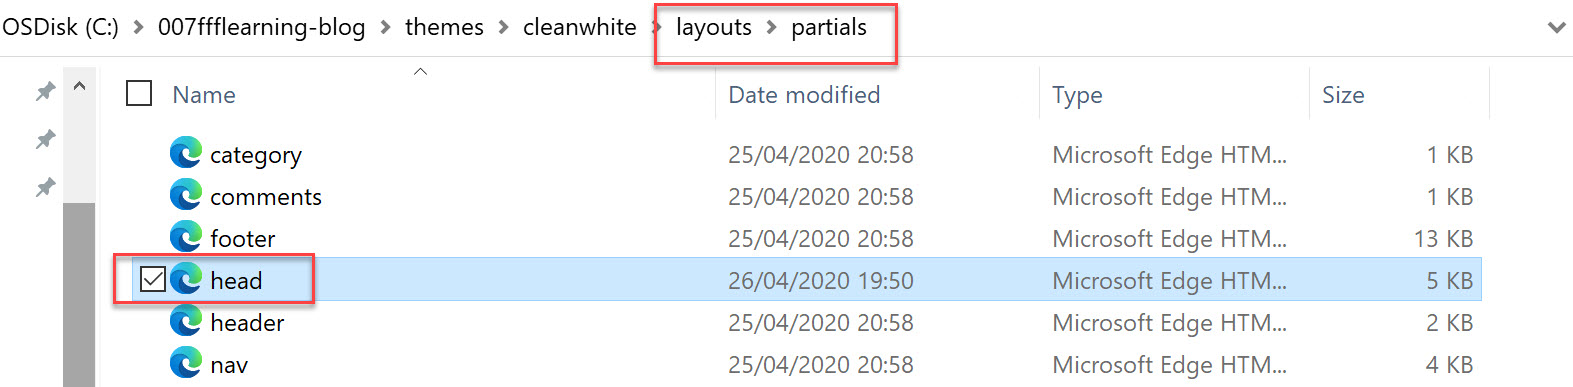 OSDisk (C:) > 007ffflearning-blog > themes > cleanwhite > layouts > partials
Name Date modified Type Size
category 25/04/2020 20:58 Microsoft Edge HTM... 1 KB
comments 25/04/2020 20:58 Microsoft Edge HTM... 1 KB
footer 25/04/2020 20:58 Microsoft Edge HTM... 13 KB
head 26/04/2020 19:50 Microsoft Edge HTM... 5 KB
header 25/04/2020 20:58 Microsoft Edge HTM... 2 KB
nav 25/04/2020 20:58 Microsoft Edge HTM... 4 KB